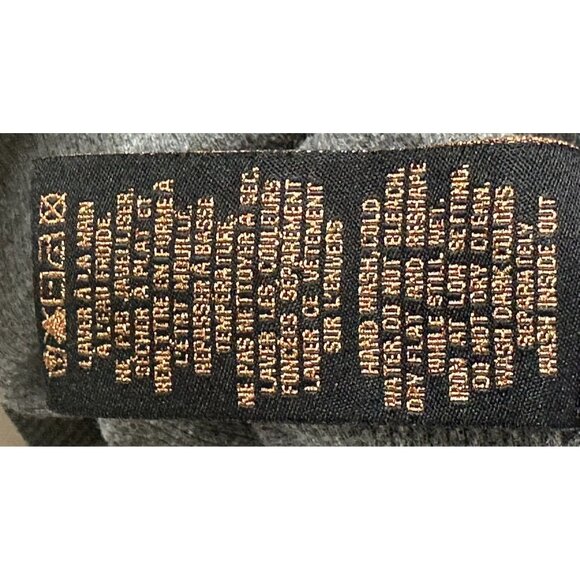 LAVER À LA MAIN
À L'EAU FROIDE.
NE PAS JAVELLISER.
SÉCHER À PLAT ET
REMETTRE EN FORME À
L'ÉTAT MOUILLÉ.
REPASSER À BASSE
TEMPÉRATURE.
NE PAS NETTOYER À SEC.
LAVER LES COULEURS
FONCÉES SÉPARÉMENT
LAVER CE VÊTEMENT
SUR L'ENVERS
HAND WASH, COLD
WATER DO NOT BLEACH.
DRY FLAT AND RESHAPE
WHILE STILL WET.
IRON AT LOW SETTING.
DO NOT DRY CLEAN.
WASH DARK
SEPARATELY
WASH INSIDE OUT